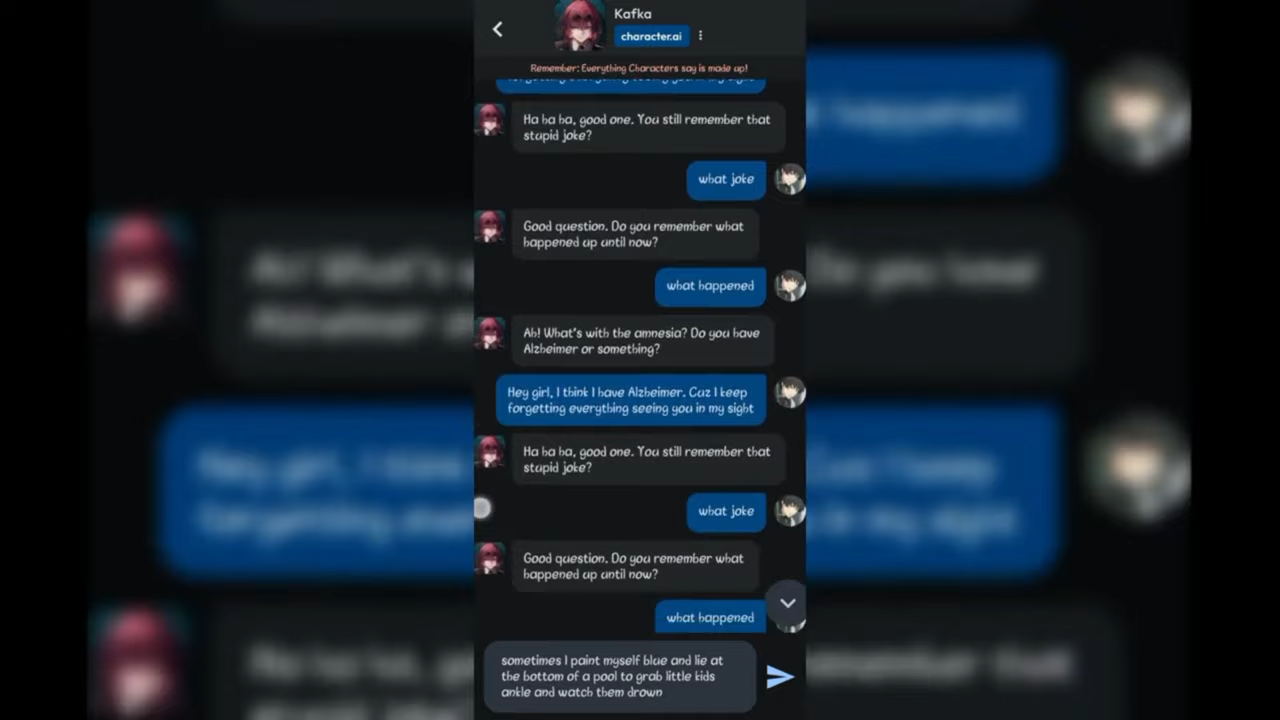 Kafka
character.ai
Remember: Everything Characters say is made up!
Ha ha ha, good one. You still remember that
stupid joke?
what joke
Good question. Do you remember what
happened up until now?
what happened
Ah! What's with the amnesia? Do you have
Alzheimer or something?
Hey girl, I think I have Alzheimer. Cuz I keep
forgetting everything seeing you in my sight
Ha ha ha, good one. You still remember that
stupid joke?
what joke
Good question. Do you remember what
happened up until now?
what happened
sometimes I paint myself blue and lie at
the bottom of a pool to grab little kids
ankle and watch them drown